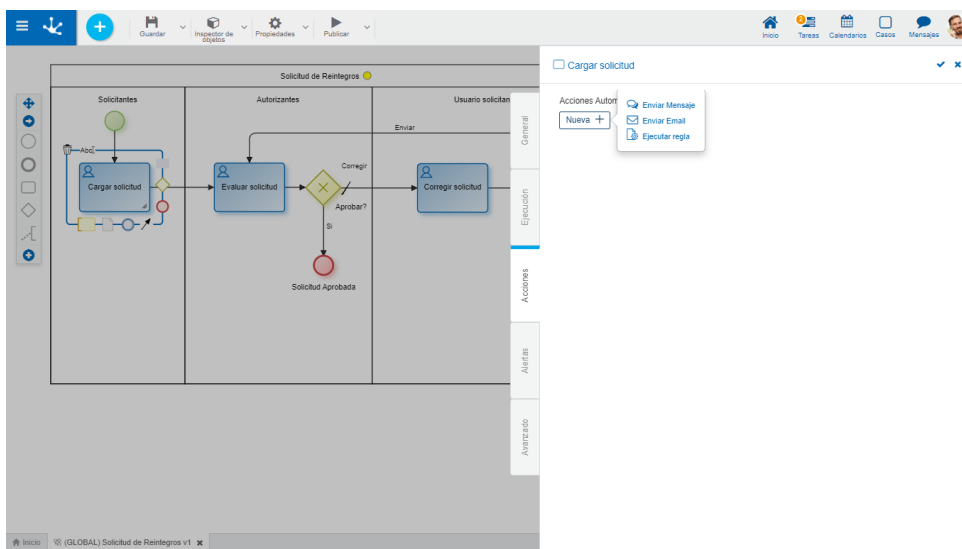 Guardar
Inspector de
objetos
Propiedades
Publicar
Inicio
2
Tareas
Calendarios
Casos
Mensajes
Solicitud de Reintegros
Solicitantes
Autorizantes
Usuario solicitan
Abc
Cargar solicitud
Evaluar solicitud
Enviar
Corregir
Aprobar?
Si
Corregir solicitud
Solicitud Aprobada
General
Ejecución
Acciones
Alertas
Avanzado
Cargar solicitud
Acciones Autom
Nueva +
Enviar Mensaje
Enviar Email
Ejecutar regla
Inicio
(GLOBAL) Solicitud de Reintegros v1